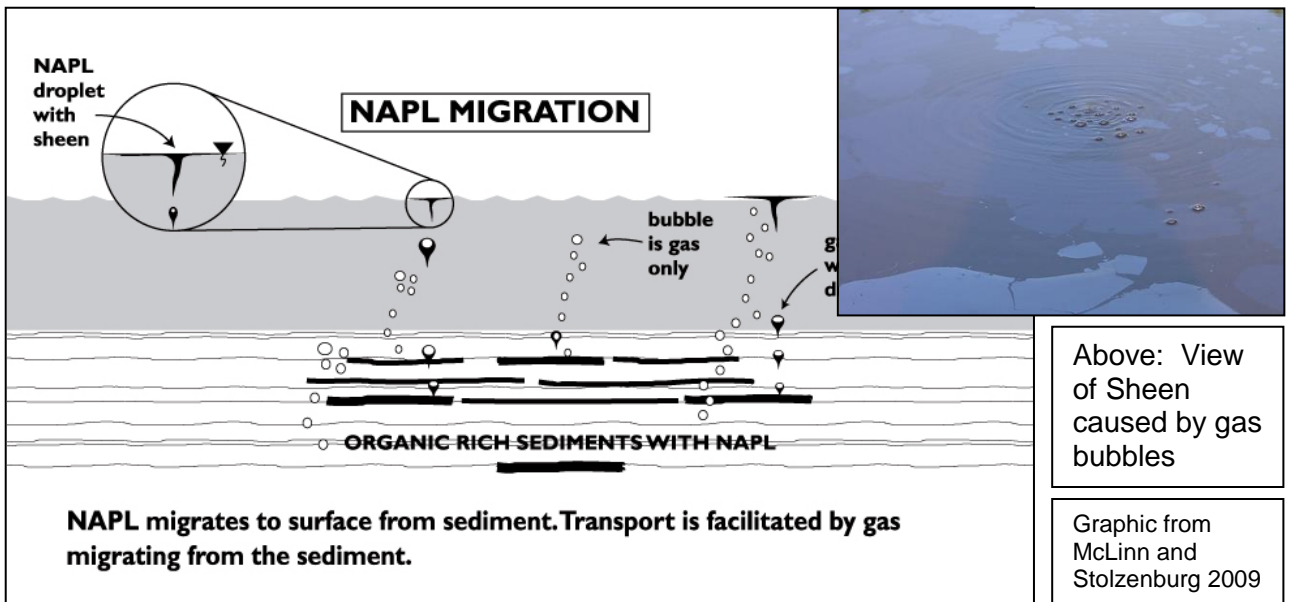 NAPL
droplet
with
sheen
NAPL MIGRATION
bubble
is gas
only
ORGANIC RICH SEDIMENTS WITH NAPL
NAPL migrates to surface from sediment. Transport is facilitated by gas
migrating from the sediment.
Above: View
of Sheen
caused by gas
bubbles
Graphic from
McLinn and
Stolzenburg 2009